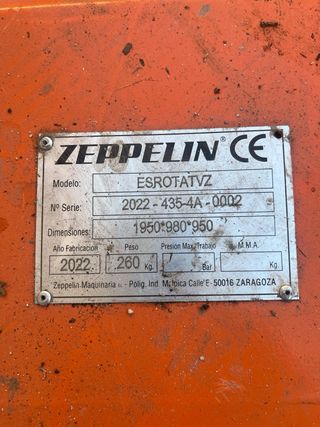 ZEPPELIN® CE
Modelo: ESROTATVZ
Nº Serie: 2022 - 435-4A -0002
Dimensiones: 1950*980*950
Año Fabricación Peso Presion Max. Trabajo M.M.A.
2022 260 Kg. Bar Kg.
Zeppelin Maquinaria - Polig. Ind. Calle E - 50016 ZARAGOZA